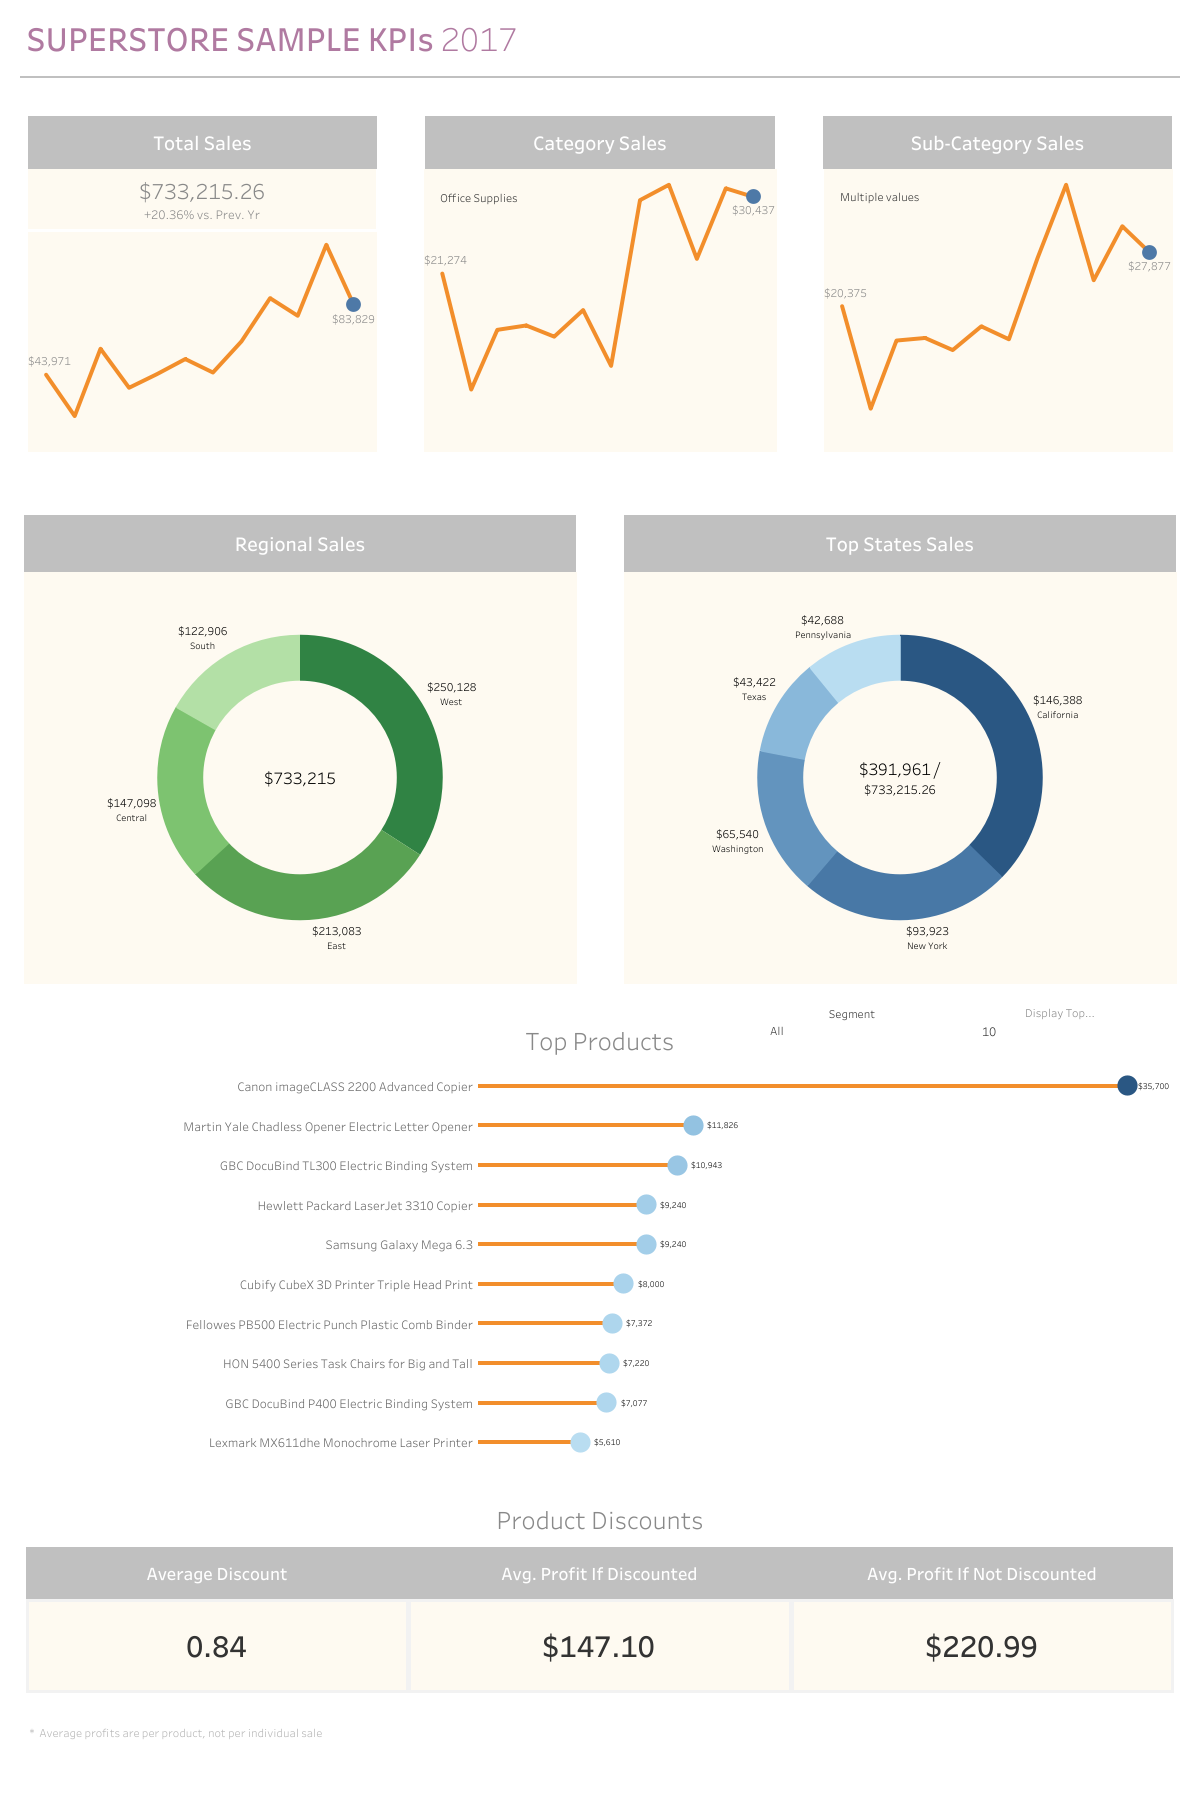 SUPERSTORE SAMPLE KPIs 2017
Total Sales
$733,215.26
+20.36% vs. Prev. Yr
$43,971
$83,829
Category Sales
Office Supplies
$21,274
$30,437
Sub-Category Sales
Multiple values
$20,375
$27,877
Regional Sales
$122,906
South
$250,128
West
$733,215
$147,098
Central
$213,083
East
Top States Sales
$42,688
Pennsylvania
$43,422
Texas
$146,388
California
$391,961/
$733,215.26
$65,540
Washington
$93,923
New York
Top Products
Segment
All
Display Top...
10
Canon imageCLASS 2200 Advanced Copier $35,700
Martin Yale Chadless Opener Electric Letter Opener $11,826
GBC DocuBind TL300 Electric Binding System $10,943
Hewlett Packard LaserJet 3310 Copier $9,240
Samsung Galaxy Mega 6.3 $9,240
Cubify CubeX 3D Printer Triple Head Print $8,000
Fellowes PB500 Electric Punch Plastic Comb Binder $7,372
HON 5400 Series Task Chairs for Big and Tall $7,220
GBC DocuBind P400 Electric Binding System $7,077
Lexmark MX611dhe Monochrome Laser Printer $5,610
Product Discounts
Average Discount Avg. Profit If Discounted Avg. Profit If Not Discounted
0.84 $147.10 $220.99
* Average profits are per product, not per individual sale